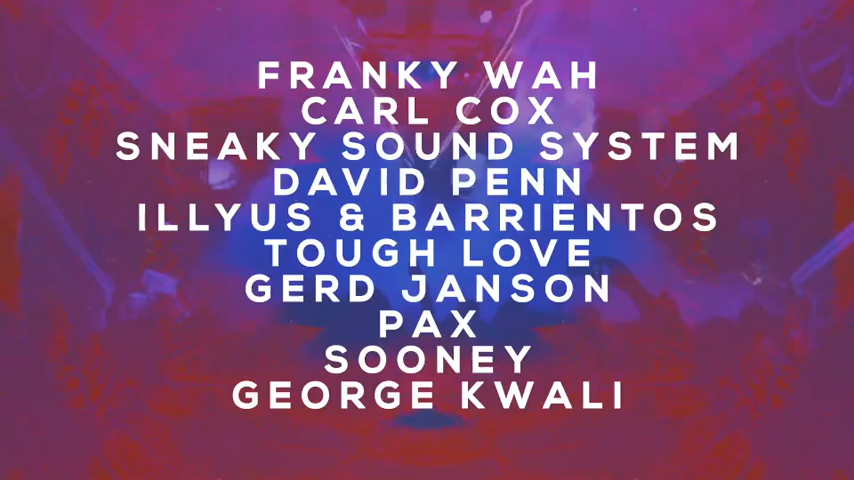 FRANKY WAH
CARL COX
SNEAKY SOUND SYSTEM
DAVID PENN
ILLYUS & BARRIENTOS
TOUGH LOVE
GERD JANSON
PAX
SOONEY
GEORGE KWALI